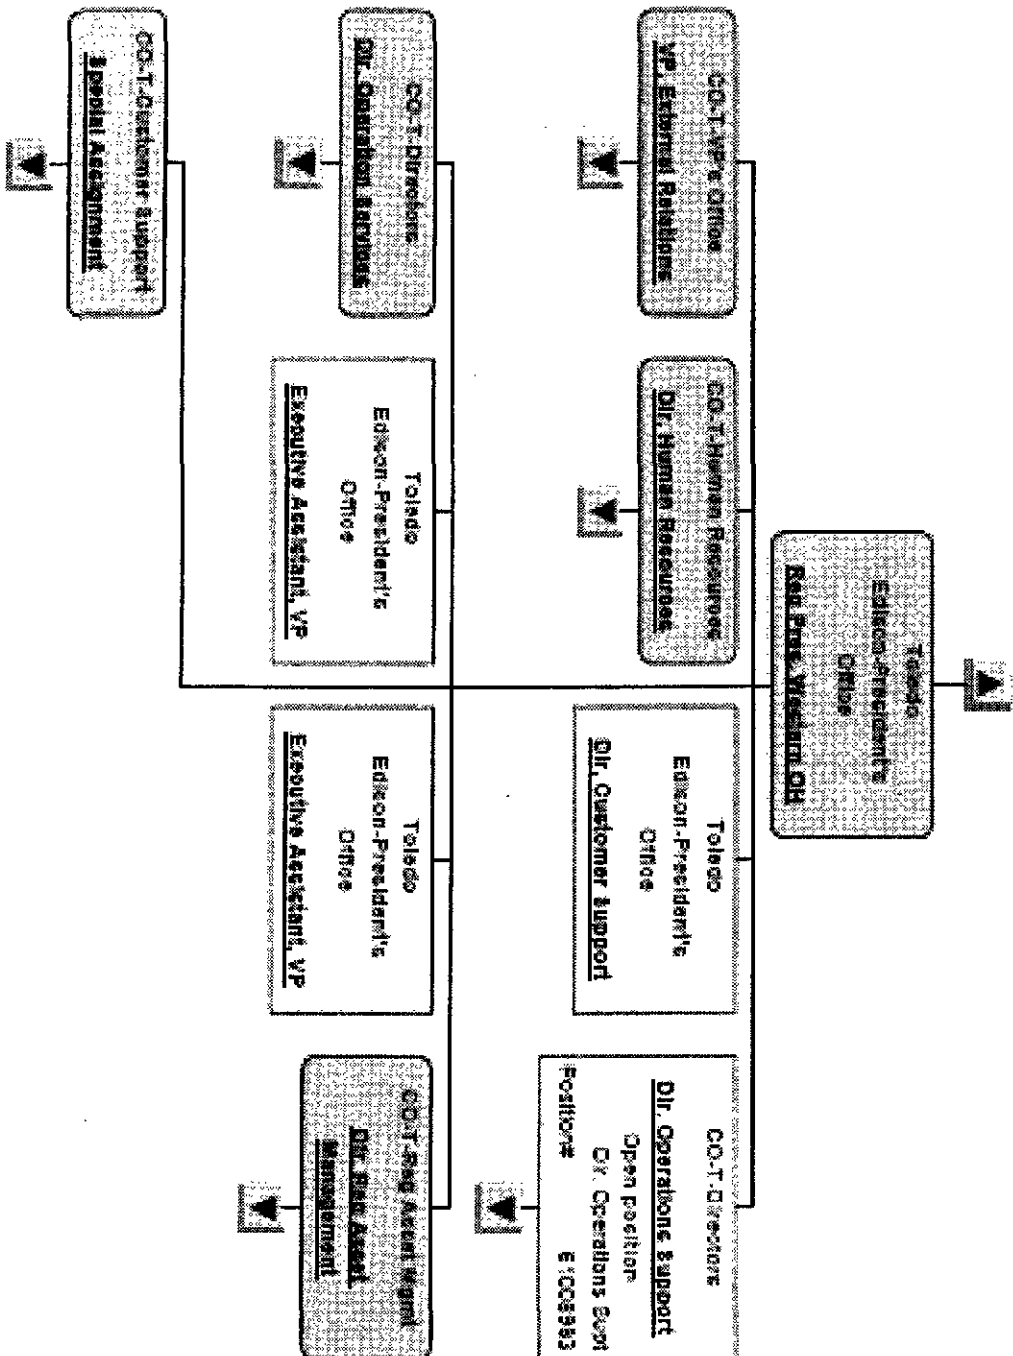 Toledo
Edison-President's
Office
Reg Pres, Western OH
CO-T-VP's Office
VP, External Relations
CO-T-Human Resources
Dir, Human Resources
Toledo
Edison-President's
Office
Dir, Customer Support
CO-T-Directors
Dir, Operations Support
Open position
Dir, Operations Supt
Position#
CO-T-Directors
Dir, Operation Services
Toledo
Edison-President's
Office
Executive Assistant, VP
Toledo
Edison-President's
Office
Executive Assistant, VP
CO-T-Reg Asset Mgmt
Dir, Reg Asset
Management
CO-T-Customer Support
Special Assignment